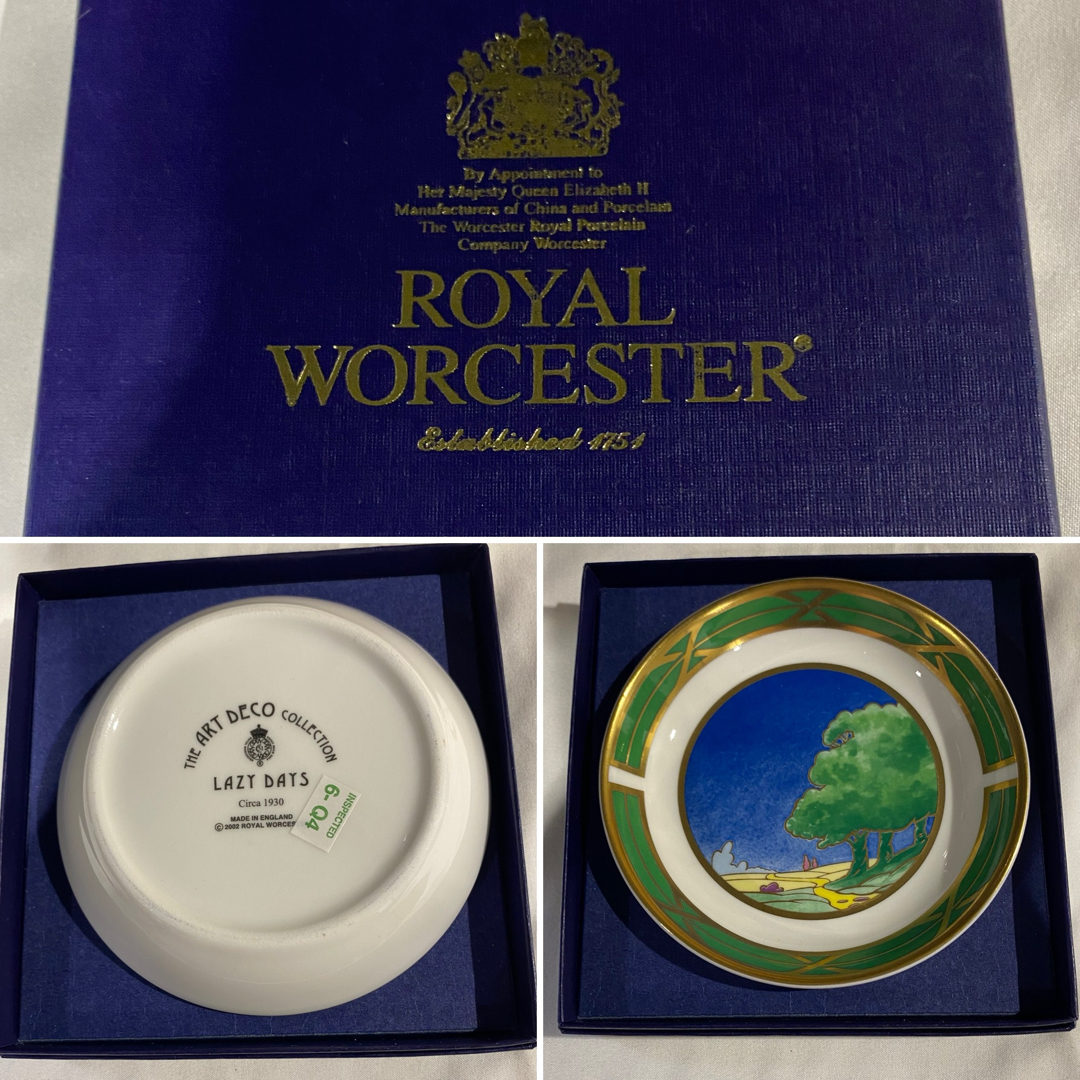 By Appointment to
Her Majesty Queen Elizabeth II
Manufacturers of China and Porcelain
The Worcester Royal Porcelain
Company Worcester
ROYAL
WORCESTER®
Established 1751
THE ART DECO COLLECTION
LAZY DAYS
Circa 1930
MADE IN ENGLAND
© 2002 ROYAL WORCES
INSPECTED
6-Q4